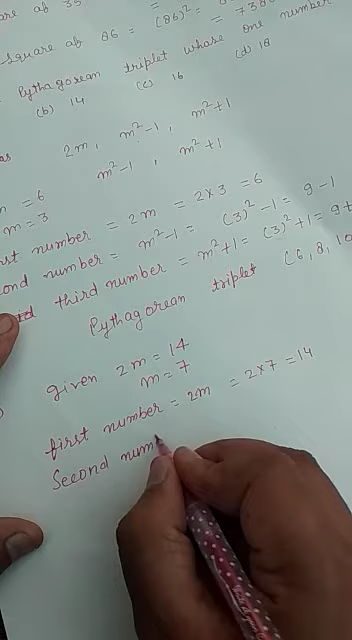 are of 35 =
square of 86 = (86)² =
= 738
Pythagorean triplet whose one number
(b) 14 (c) 16 (d) 18
as 2m, m²-1, m²+1
m²-1, m²+1
= 6
m = 3
rst number = 2m = 2×3 = 6
ond number = m²-1 = (3)²-1 = 9-1
third number = m²+1 = (3)²+1 = 9+
Pythagorean triplet (6, 8, 10
given 2m = 14
m = 7
first number = 2m = 2×7 = 14
Second num